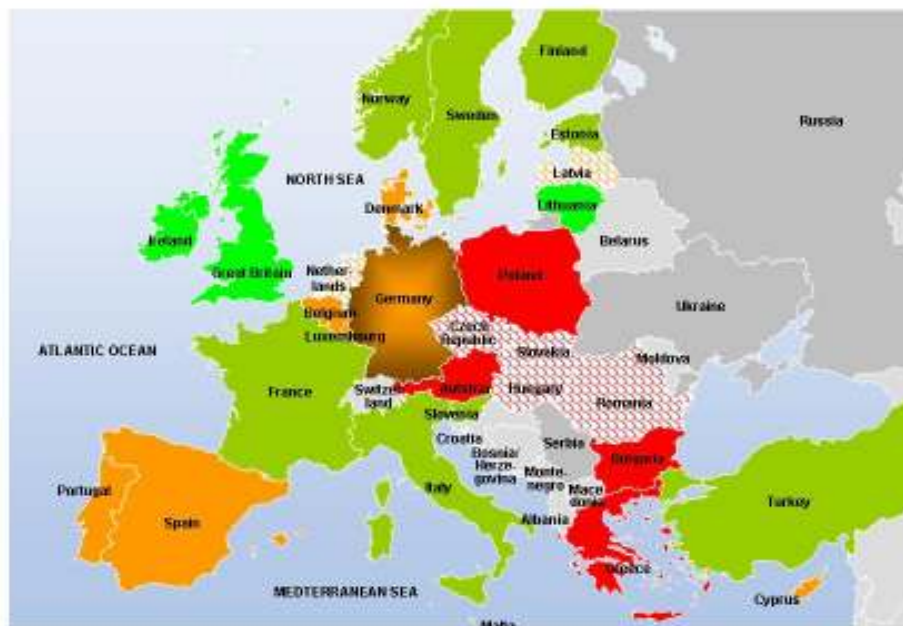 Finland
Norway
Sweden
Russia
Estonia
NORTH SEA
Latvia
Denmark
Lithuania
Ireland
Belarus
Great Britain
Nether-
lands
Poland
Germany
Belgium
Ukraine
Luxembourg
Czech
Republic
ATLANTIC OCEAN
Slovakia
Moldova
France
Switzer-
land
Austria
Hungary
Romania
Slovenia
Croatia
Serbia
Bosnia/
Herze-
govina
Bulgaria
Monte-
negro
Portugal
Italy
Mace
donia
Turkey
Spain
Albania
Greece
MEDITERRANEAN SEA
Cyprus
Malta